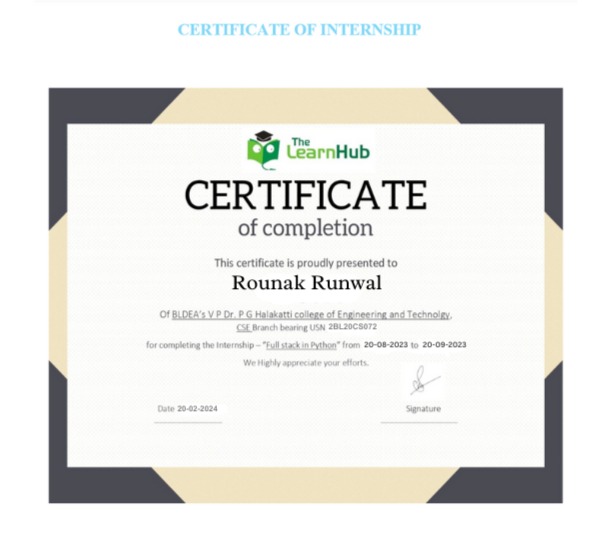 CERTIFICATE OF INTERNSHIP
The
LearnHub
CERTIFICATE
of completion
This certificate is proudly presented to
Rounak Runwal
Of BLDEA's V P Dr. P G Halakatti college of Engineering and Technolgy,
CSE Branch bearing USN 2BL20CS072
for completing the Internship – "Full stack in Python" from 20-08-2023 to 20-09-2023
We Highly appreciate your efforts.
Date 20-02-2024
Signature